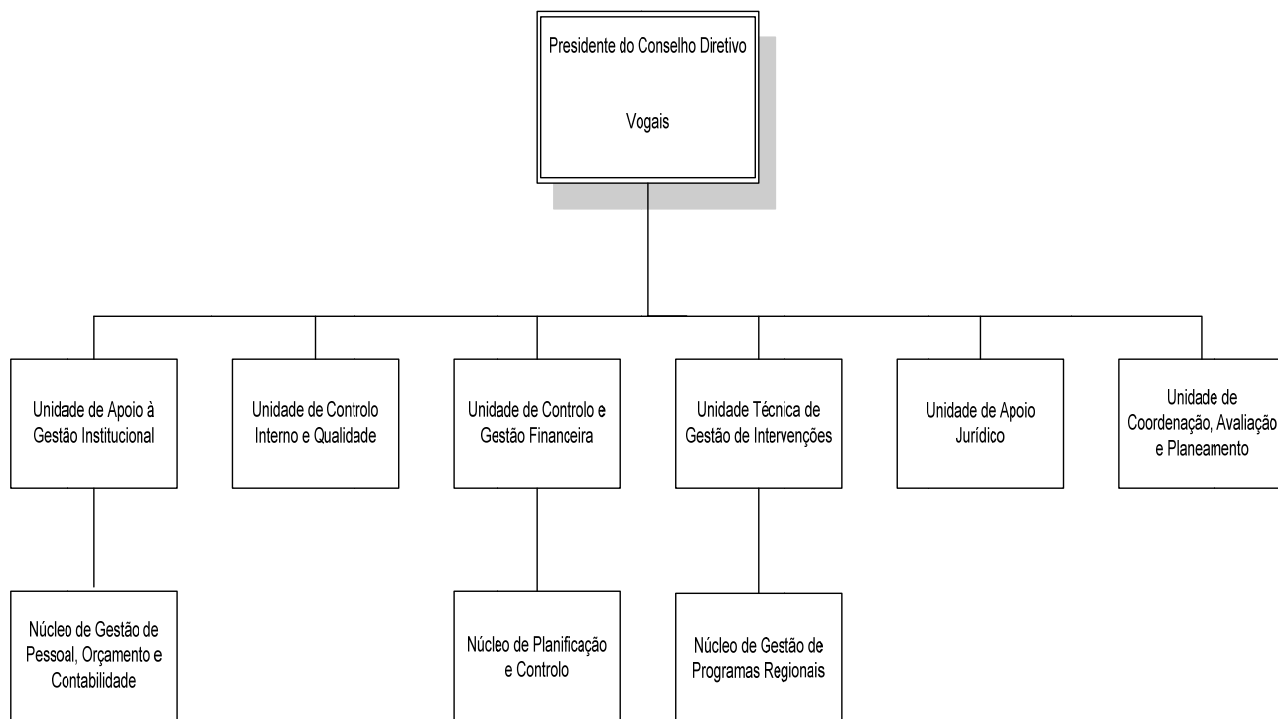 Presidente do Conselho Diretivo
Vogais
Unidade de Apoio à
Gestão Institucional
Unidade de Controlo
Interno e Qualidade
Unidade de Controlo e
Gestão Financeira
Unidade Técnica de
Gestão de Intervenções
Unidade de Apoio
Jurídico
Unidade de
Coordenação, Avaliação
e Planeamento
Núcleo de Gestão de
Pessoal, Orçamento e
Contabilidade
Núcleo de Planificação
e Controlo
Núcleo de Gestão de
Programas Regionais